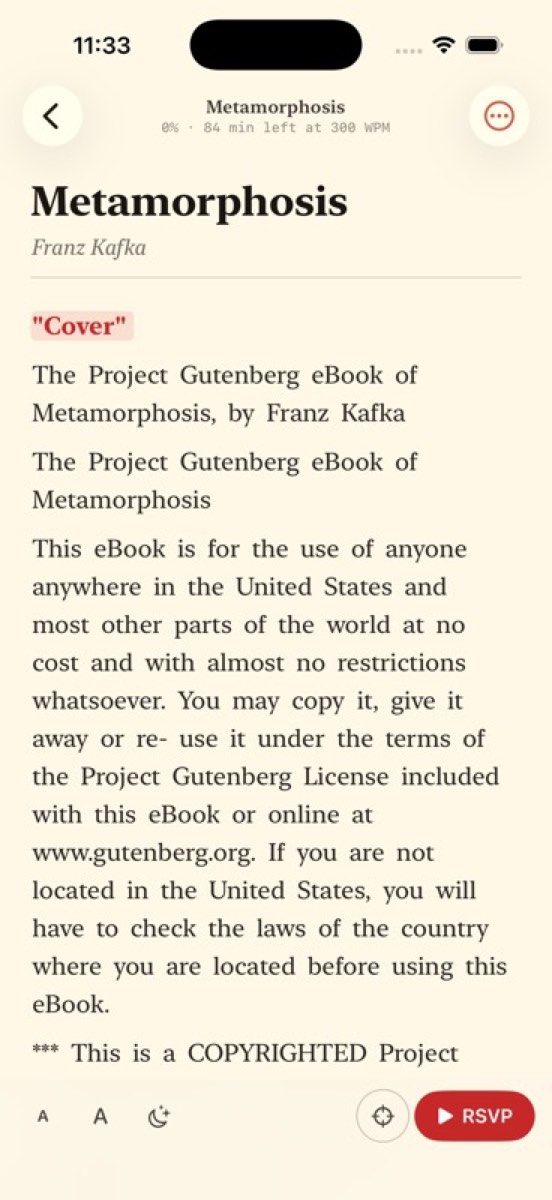 11:33
Metamorphosis
0% · 84 min left at 300 WPM
Metamorphosis
Franz Kafka
"Cover"
The Project Gutenberg eBook of
Metamorphosis, by Franz Kafka
The Project Gutenberg eBook of
Metamorphosis
This eBook is for the use of anyone
anywhere in the United States and
most other parts of the world at no
cost and with almost no restrictions
whatsoever. You may copy it, give it
away or re- use it under the terms of
the Project Gutenberg License included
with this eBook or online at
www.gutenberg.org. If you are not
located in the United States, you will
have to check the laws of the country
where you are located before using this
eBook.
*** This is a COPYRIGHTED Project
A A RSVP